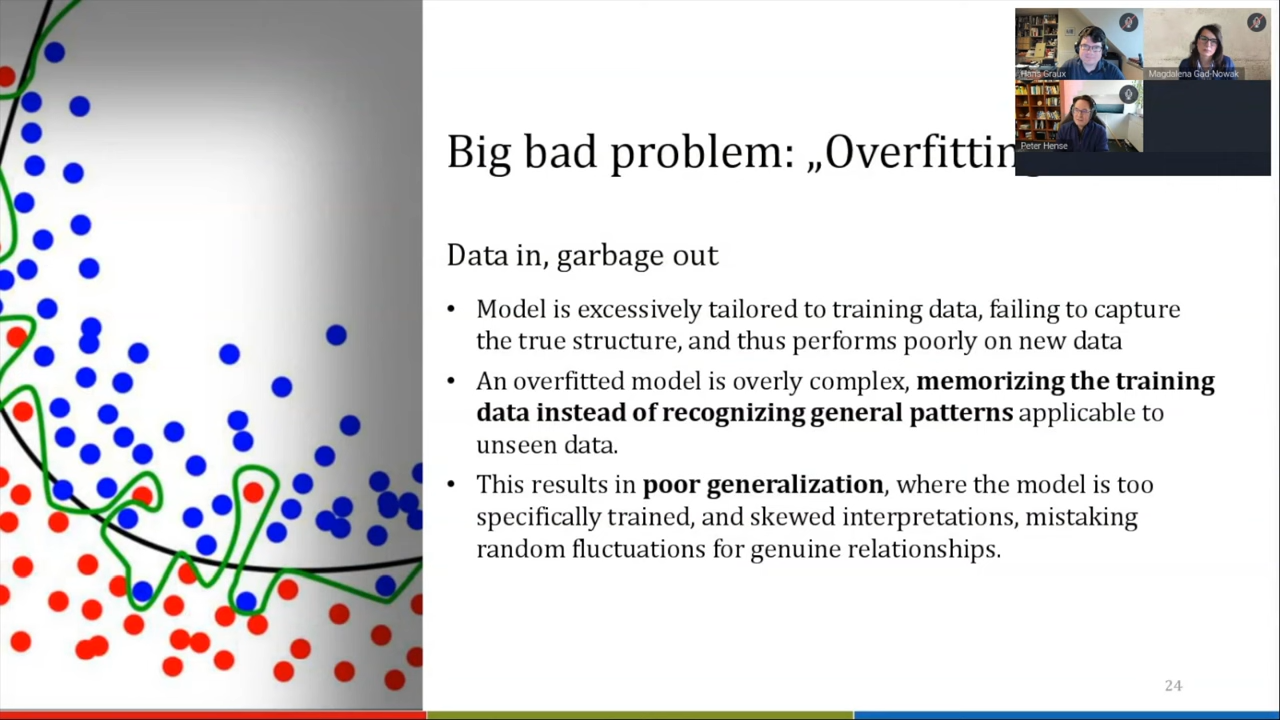 Hans Graux
Magdalena Gad-Nowak
Peter Hense
Big bad problem: „Overfitting
Data in, garbage out
• Model is excessively tailored to training data, failing to capture
the true structure, and thus performs poorly on new data
• An overfitted model is overly complex, memorizing the training
data instead of recognizing general patterns applicable to
unseen data.
• This results in poor generalization, where the model is too
specifically trained, and skewed interpretations, mistaking
random fluctuations for genuine relationships.
24